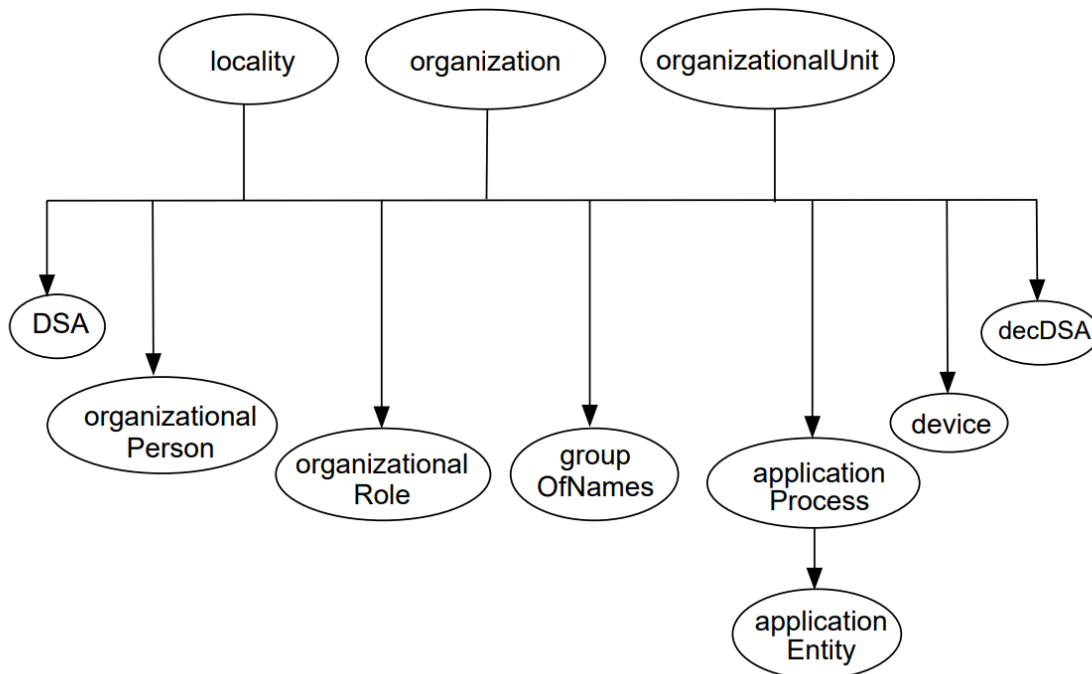 locality
organization
organizationalUnit
DSA
decDSA
organizational
Person
device
organizational
Role
group
OfNames
application
Process
application
Entity